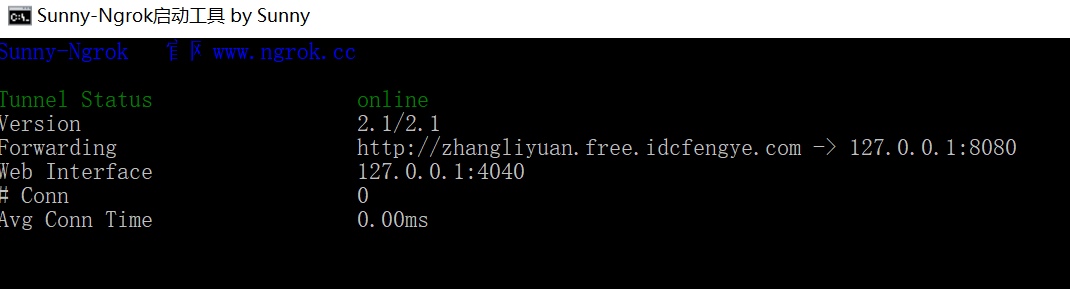 Sunny-Ngrok启动工具 by Sunny
Sunny-Ngrok 官网 www.ngrok.cc
Tunnel Status online
Version 2.1/2.1
Forwarding http://zhangliyuan.free.idcfengye.com -> 127.0.0.1:8080
Web Interface 127.0.0.1:4040
# Conn 0
Avg Conn Time 0.00ms